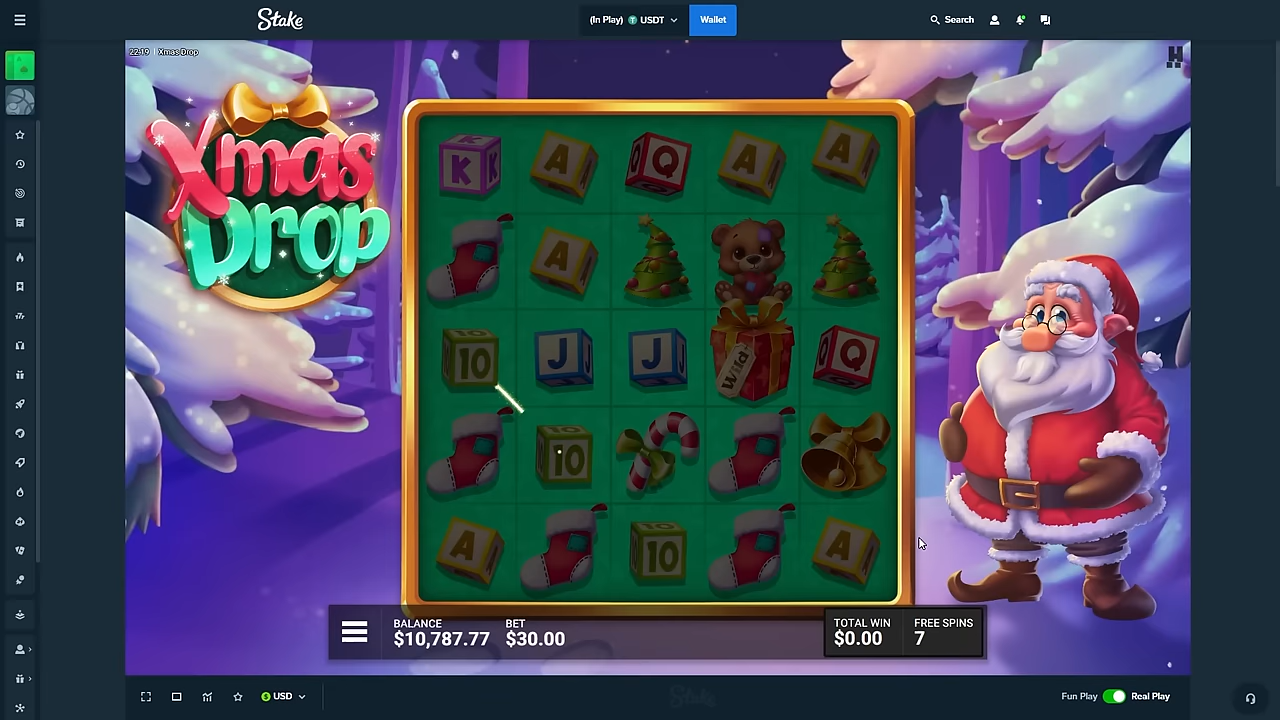 Stake
(In Play) USDT
Wallet
Search
22:19 | Xmas Drop
Xmas
Drop
K K A Q A A
A
10 J J J J Wild Q
10
A 10 A
BALANCE
$10,787.77
BET
$30.00
TOTAL WIN
$0.00
FREE SPINS
7
USD
Stake
Fun Play
Real Play